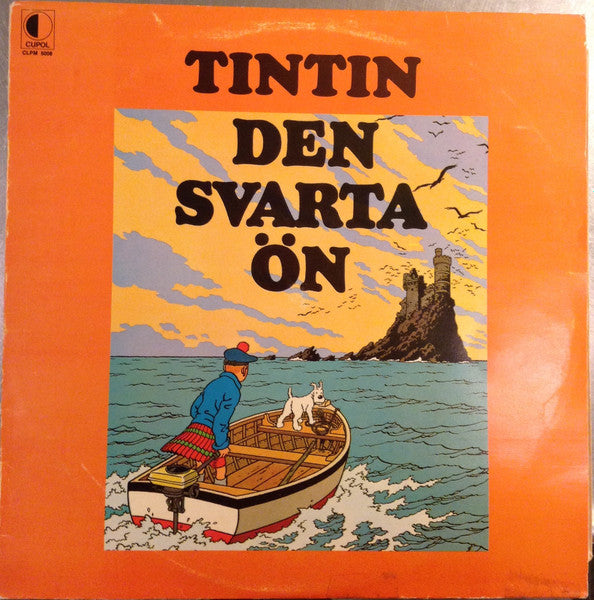 CUPOL
CLPM 5008
TINTIN
DEN
SVARTA
ÖN